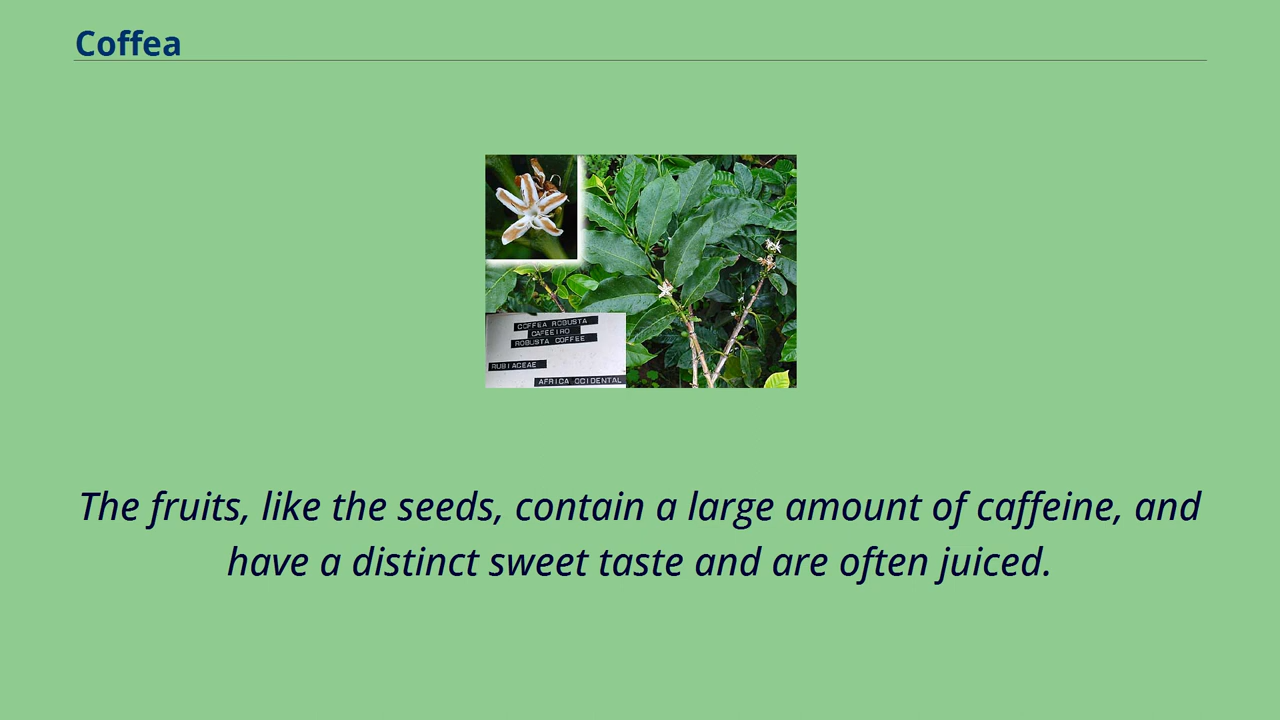 Coffea
COFFEA ROBUSTA
CAFEEIRO
ROBUSTA COFFEE
RUBIACEAE
AFRICA OCIDENTAL
The fruits, like the seeds, contain a large amount of caffeine, and
have a distinct sweet taste and are often juiced.